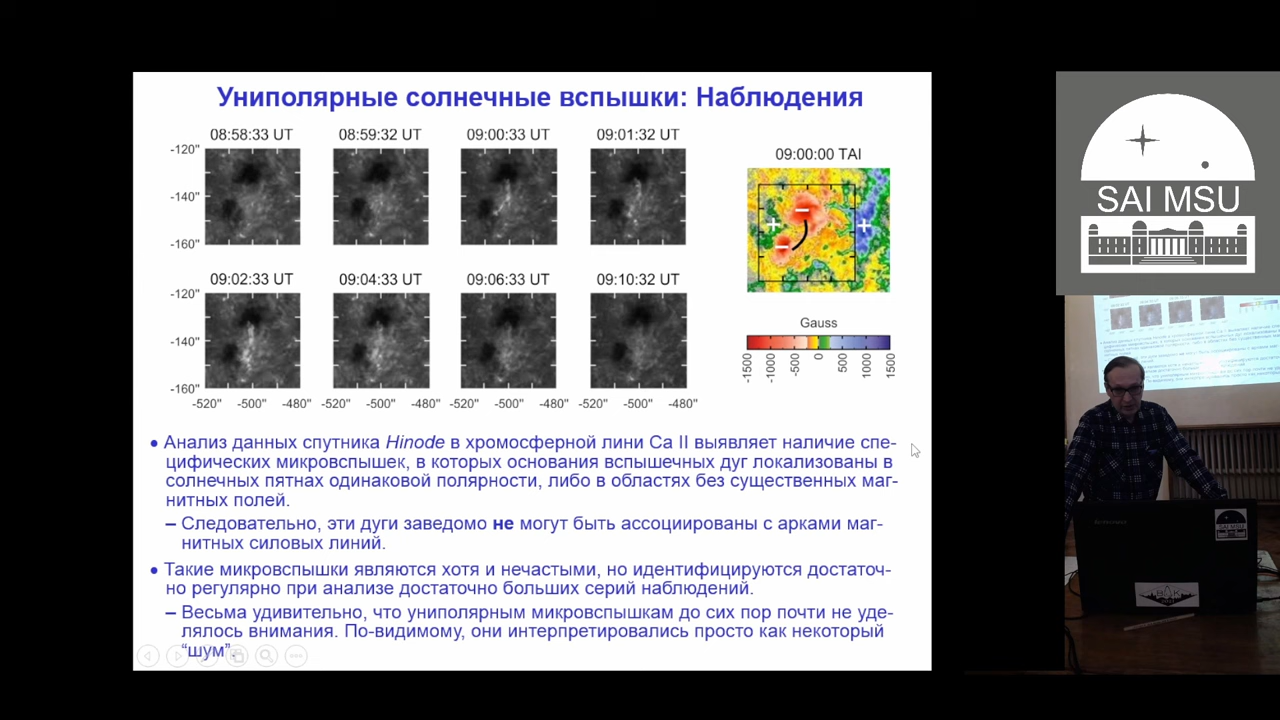 Униполярные солнечные вспышки: Наблюдения
08:58:33 UT
08:59:32 UT
09:00:33 UT
09:01:32 UT
09:00:00 TAI
-120"
-140"
-160"
– + + –
09:02:33 UT
09:04:33 UT
09:06:33 UT
09:10:32 UT
-120"
-140"
-160"
-520" -500" -480" -520" -500" -480" -520" -500" -480" -520" -500" -480"
Gauss
-1500 -1000 -500 0 500 1000 1500
• Анализ данных спутника Hinode в хромосферной лини Ca II выявляет наличие спе-
цифических микровспышек, в которых основания вспышечных дуг локализованы в
солнечных пятнах одинаковой полярности, либо в областях без существенных маг-
нитных полей.
– Следовательно, эти дуги заведомо не могут быть ассоциированы с арками маг-
нитных силовых линий.
• Такие микровспышки являются хотя и нечастыми, но идентифицируются достаточ-
но регулярно при анализе достаточно больших серий наблюдений.
– Весьма удивительно, что униполярным микровспышкам до сих пор почти не уде-
лялось внимания. По-видимому, они интерпретировались просто как некоторый
“шум”.
SAI MSU
SAI MSU